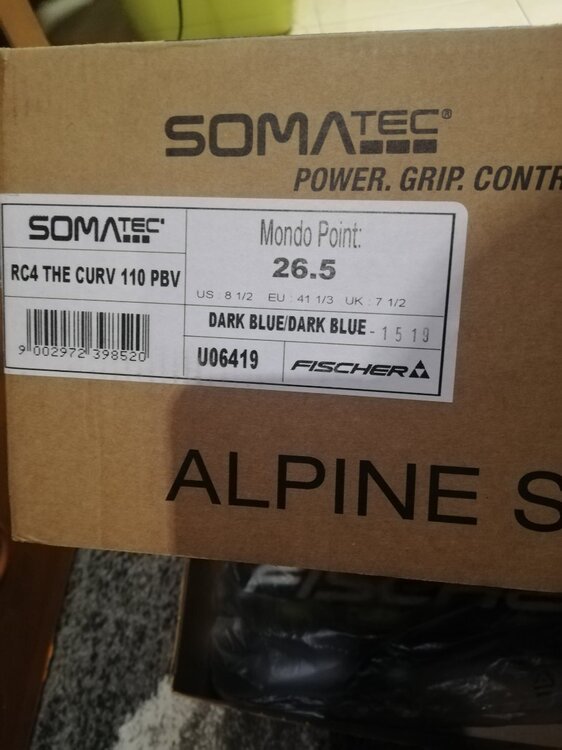 SOMATEC®
POWER. GRIP. CONTR
SOMATEC
RC4 THE CURV 110 PBV
9 002972 398520
Mondo Point:
26.5
US : 8 1/2 EU : 41 1/3 UK : 7 1/2
DARK BLUE/DARK BLUE - 1519
U06419
FISCHER
ALPINE S